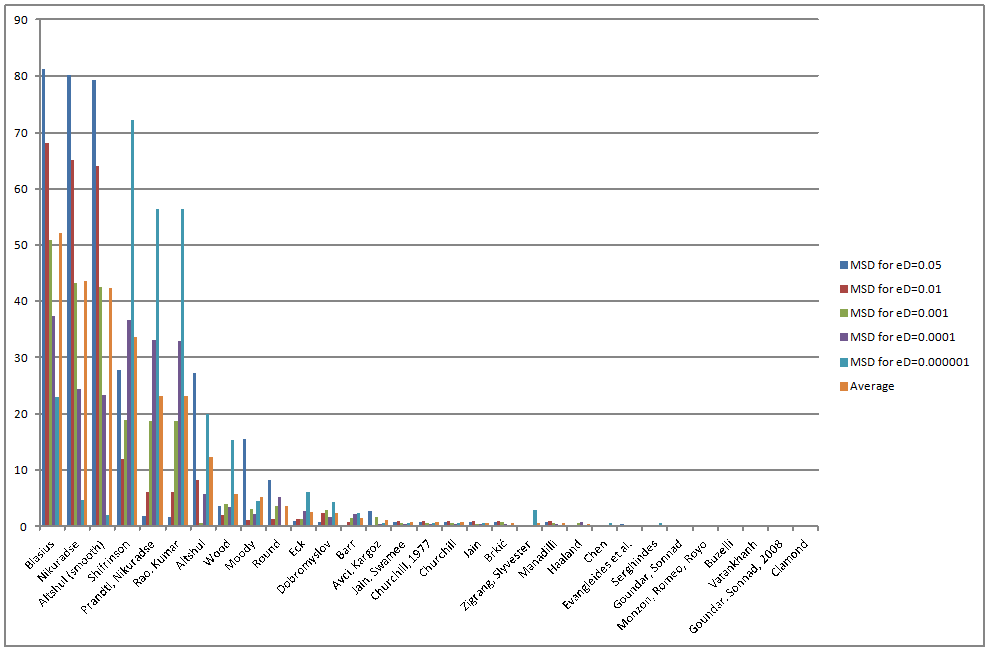 90
80
70
60
50
40
30
20
10
0
Blasius
Nikuradse
Altshul (smooth)
Shifrinson
Prandtl, Nikuradse
Rao, Kumar
Altshul
Wood
Moody
Round
Eck
Dobromyslov
Barr
Avci, Kargoz
Jain, Swamee
Churchill, 1977
Churchill
Jain
Brkić
Zigrang, Slyvester
Manadilli
Haaland
Chen
Evangleides et al.
Serghindes
Goundar, Sonnad
Monzon, Romeo, Royo
Buzelli
Vatankhanh
Goundar, Sonnad, 2008
Clamond
MSD for eD=0.05
MSD for eD=0.01
MSD for eD=0.001
MSD for eD=0.0001
MSD for eD=0.000001
Average